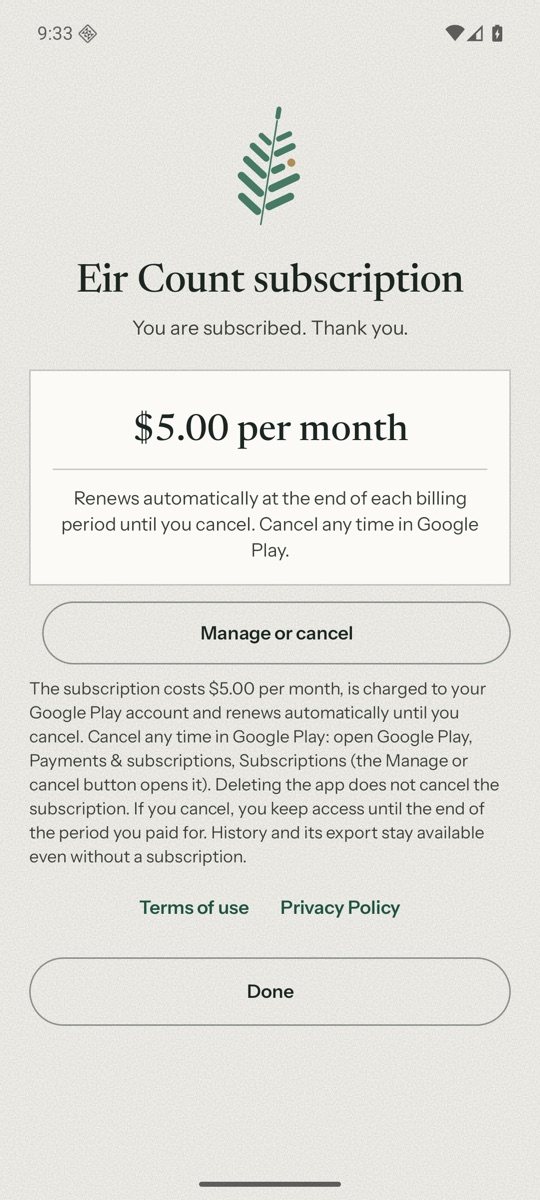 9:33
Eir Count subscription
You are subscribed. Thank you.
$5.00 per month
Renews automatically at the end of each billing
period until you cancel. Cancel any time in Google
Play.
Manage or cancel
The subscription costs $5.00 per month, is charged to your
Google Play account and renews automatically until you
cancel. Cancel any time in Google Play: open Google Play,
Payments & subscriptions, Subscriptions (the Manage or
cancel button opens it). Deleting the app does not cancel the
subscription. If you cancel, you keep access until the end of
the period you paid for. History and its export stay available
even without a subscription.
Terms of use Privacy Policy
Done